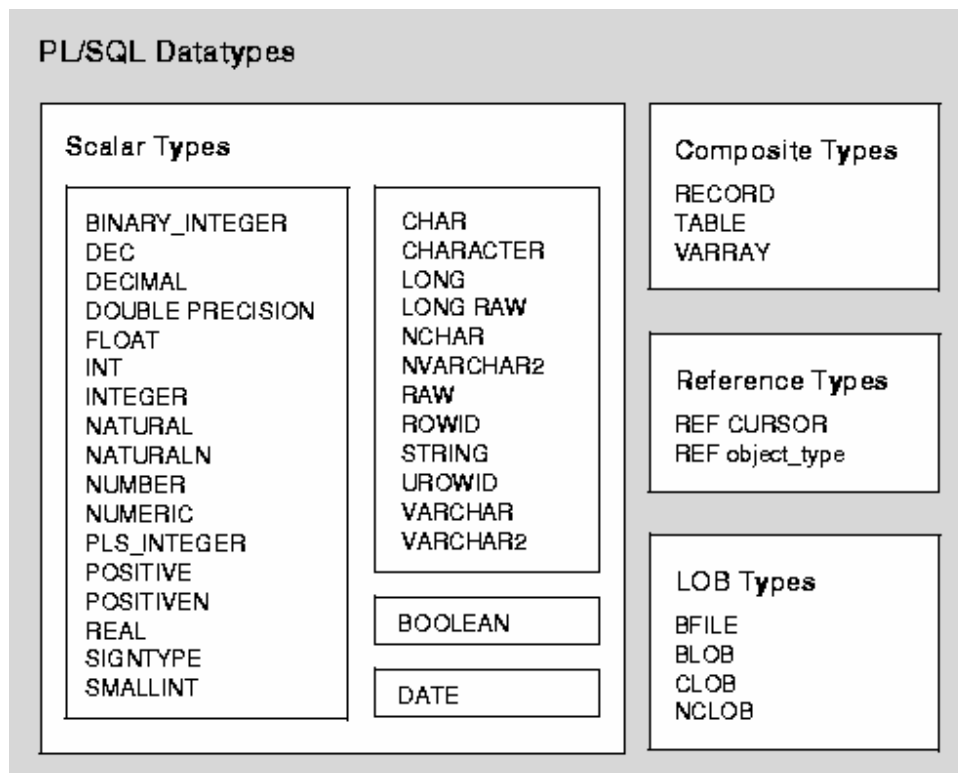 PL/SQL Datatypes
Scalar Types
BINARY_INTEGER
DEC
DECIMAL
DOUBLE PRECISION
FLOAT
INT
INTEGER
NATURAL
NATURALN
NUMBER
NUMERIC
PLS_INTEGER
POSITIVE
POSITIVEN
REAL
SIGNTYPE
SMALLINT
CHAR
CHARACTER
LONG
LONG RAW
NCHAR
NVARCHAR2
RAW
ROWID
STRING
UROWID
VARCHAR
VARCHAR2
BOOLEAN
DATE
Composite Types
RECORD
TABLE
VARRAY
Reference Types
REF CURSOR
REF object_type
LOB Types
BFILE
BLOB
CLOB
NCLOB